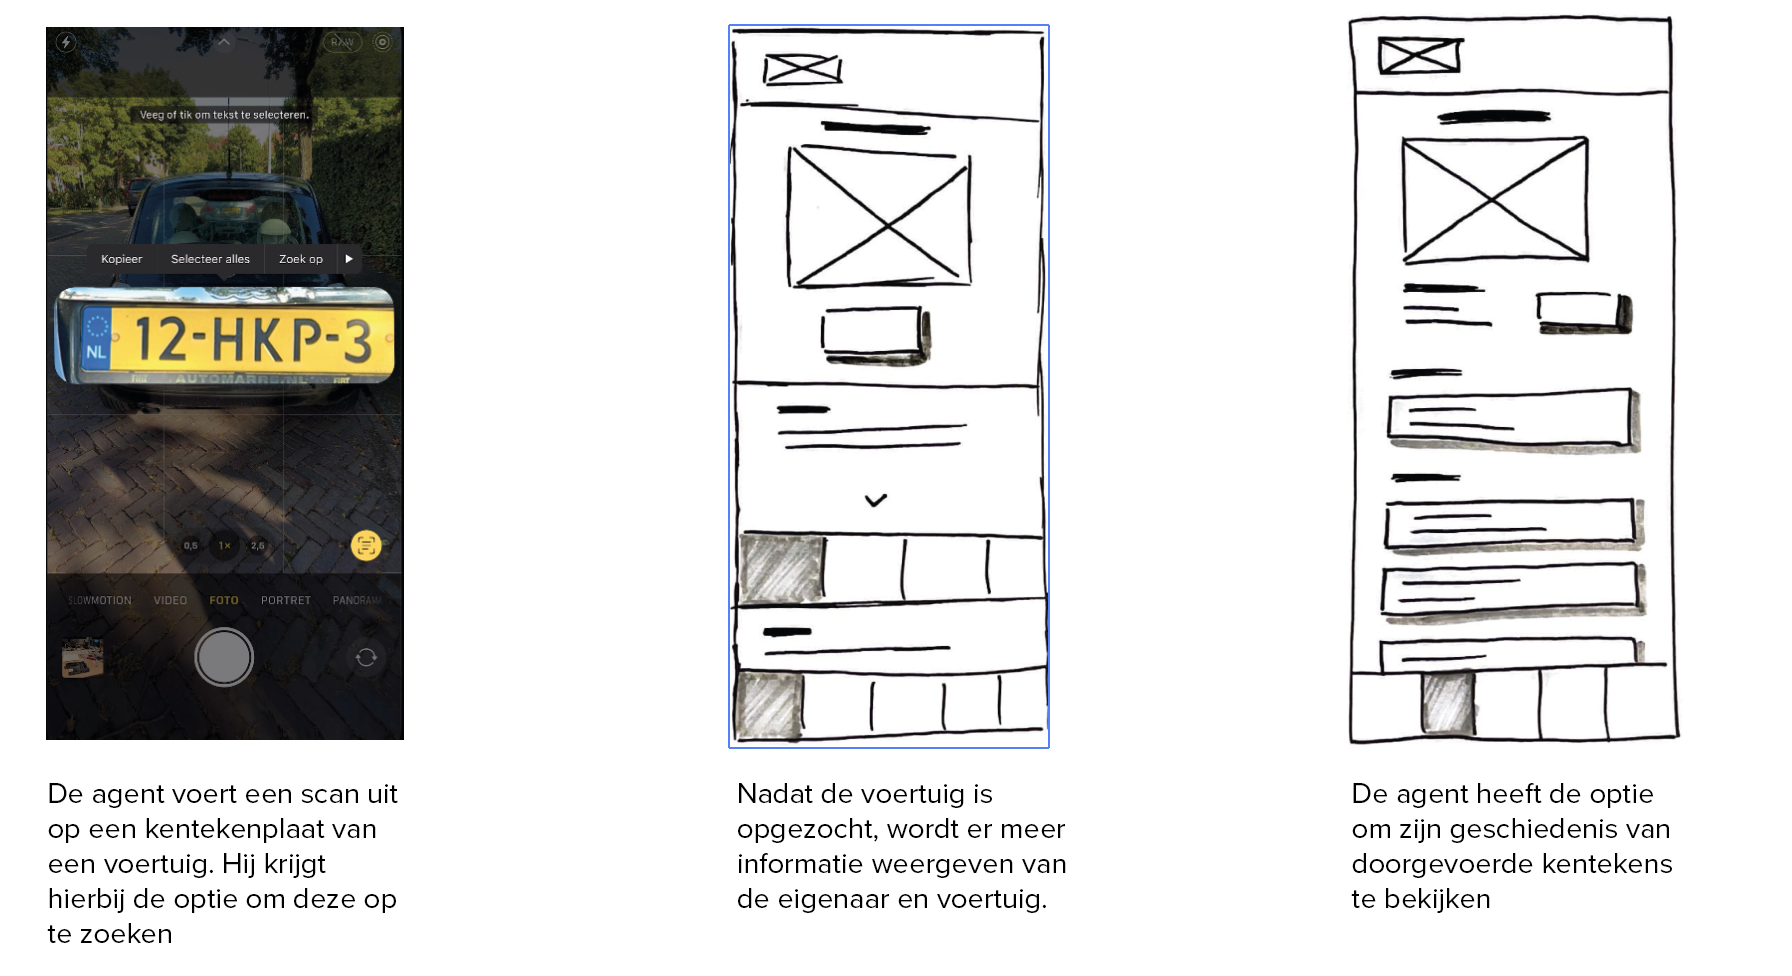 RAW
Veeg of tik om tekst te selecteren.
Kopieer Selecteer alles Zoek op
NL 12-HKP-3
AUTOMARRENL
0,5 1× 2,5
SLOWMOTION VIDEO FOTO PORTRET PANORAMA
De agent voert een scan uit
op een kentekenplaat van
een voertuig. Hij krijgt
hierbij de optie om deze op
te zoeken
Nadat de voertuig is
opgezocht, wordt er meer
informatie weergeven van
de eigenaar en voertuig.
De agent heeft de optie
om zijn geschiedenis van
doorgevoerde kentekens
te bekijken